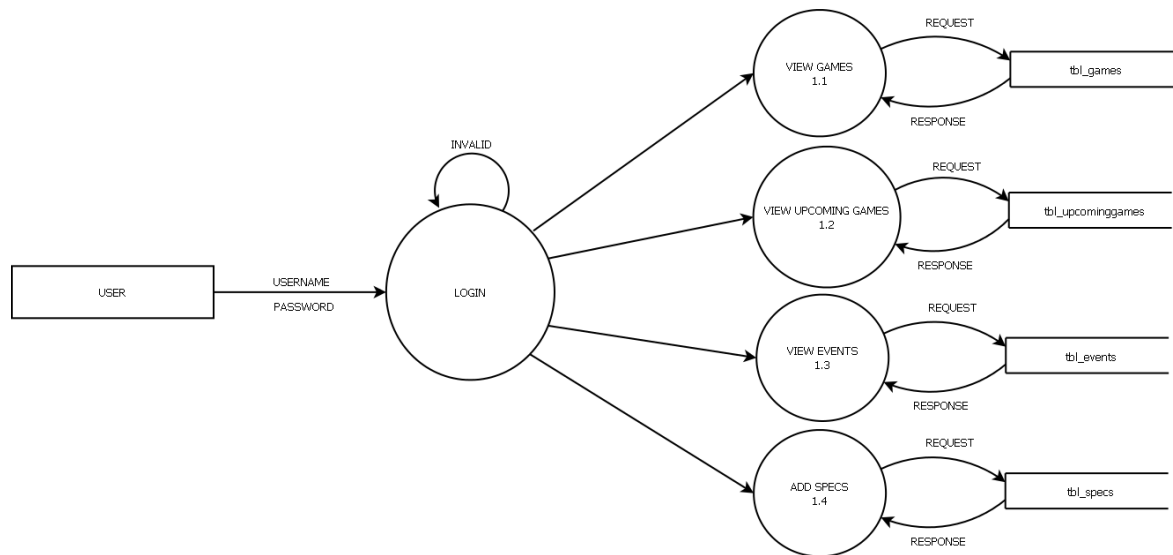 REQUEST
VIEW GAMES
1.1
tbl_games
RESPONSE
INVALID
REQUEST
VIEW UPCOMING GAMES
1.2
tbl_upcominggames
RESPONSE
USER
USERNAME
PASSWORD
LOGIN
REQUEST
VIEW EVENTS
1.3
tbl_events
RESPONSE
REQUEST
ADD SPECS
1.4
tbl_specs
RESPONSE